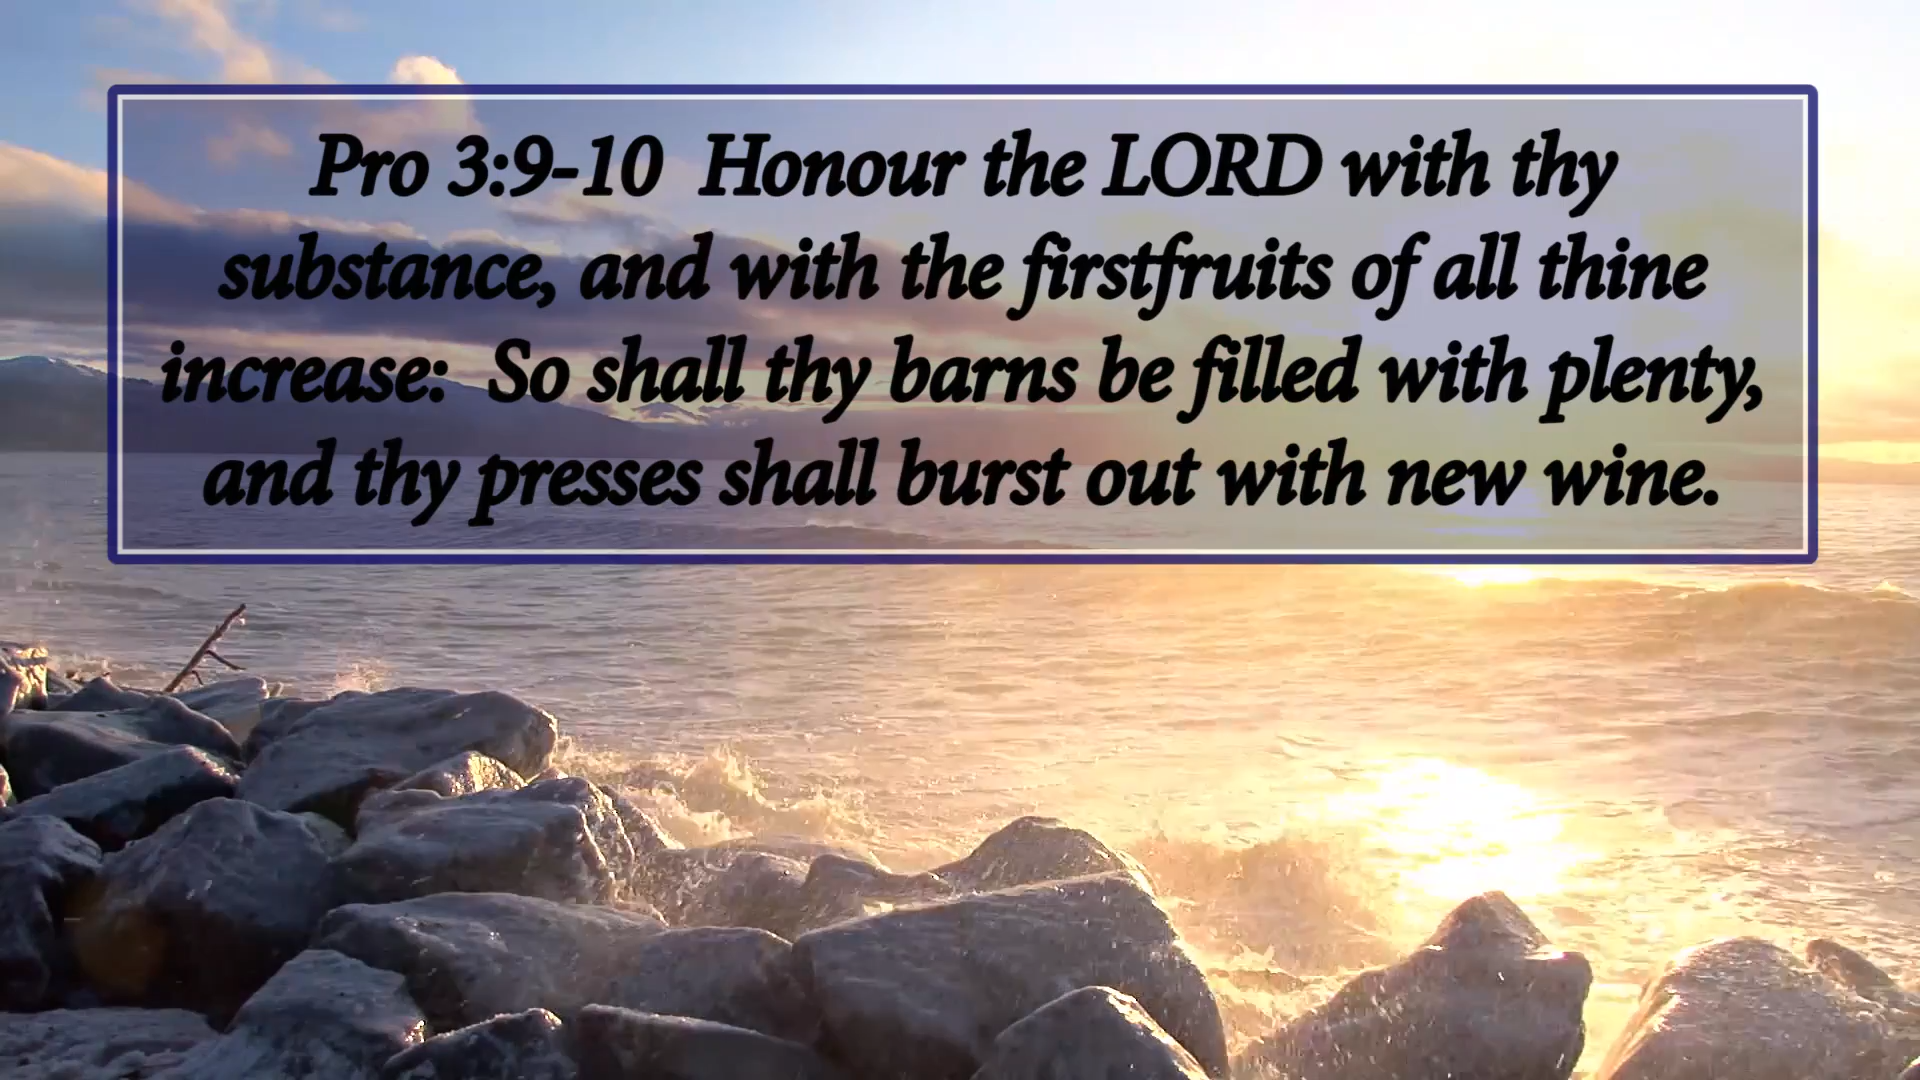 Pro 3:9-10  Honour the LORD with thy
substance, and with the firstfruits of all thine
increase:  So shall thy barns be filled with plenty,
and thy presses shall burst out with new wine.